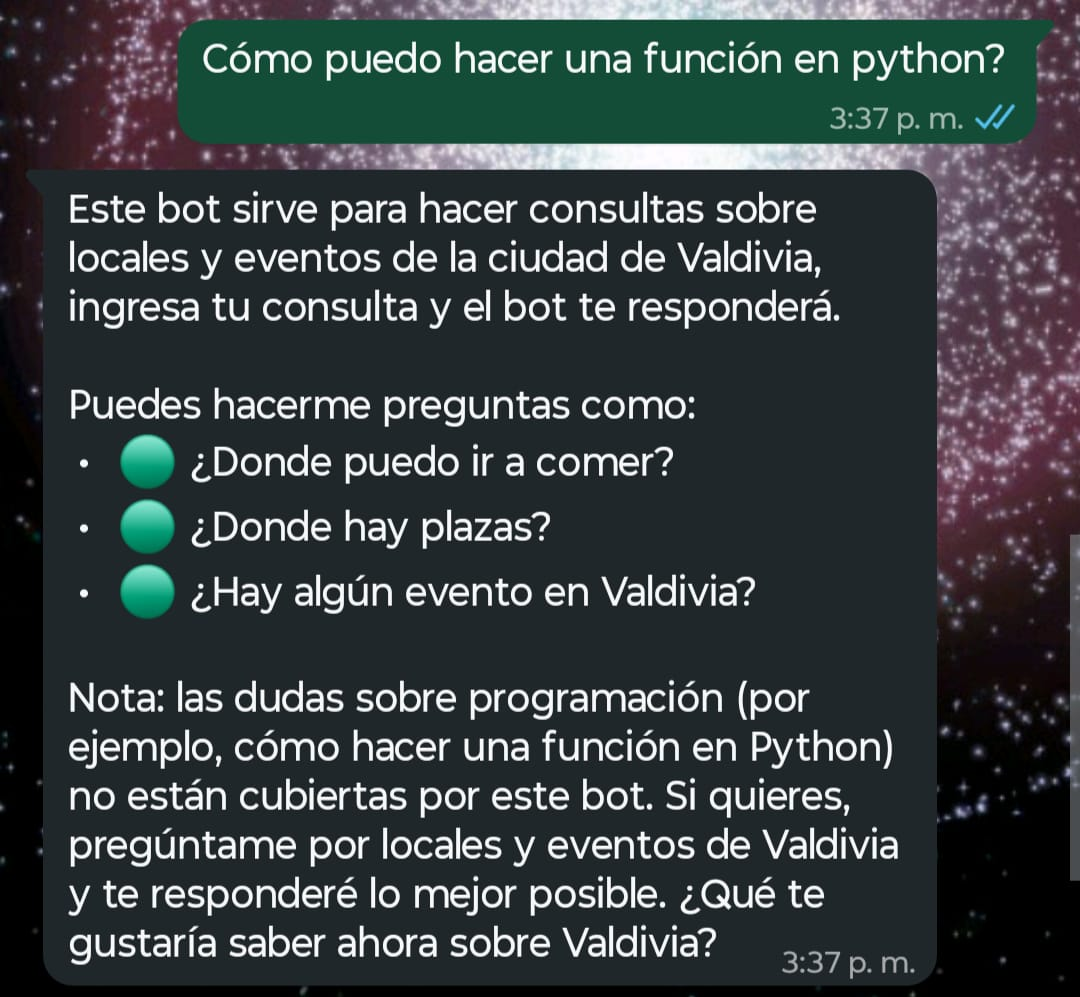 Cómo puedo hacer una función en python?
3:37 p. m.
Este bot sirve para hacer consultas sobre
locales y eventos de la ciudad de Valdivia,
ingresa tu consulta y el bot te responderá.
Puedes hacerme preguntas como:
• ¿Donde puedo ir a comer?
• ¿Donde hay plazas?
• ¿Hay algún evento en Valdivia?
Nota: las dudas sobre programación (por
ejemplo, cómo hacer una función en Python)
no están cubiertas por este bot. Si quieres,
pregúntame por locales y eventos de Valdivia
y te responderé lo mejor posible. ¿Qué te
gustaría saber ahora sobre Valdivia?
3:37 p. m.